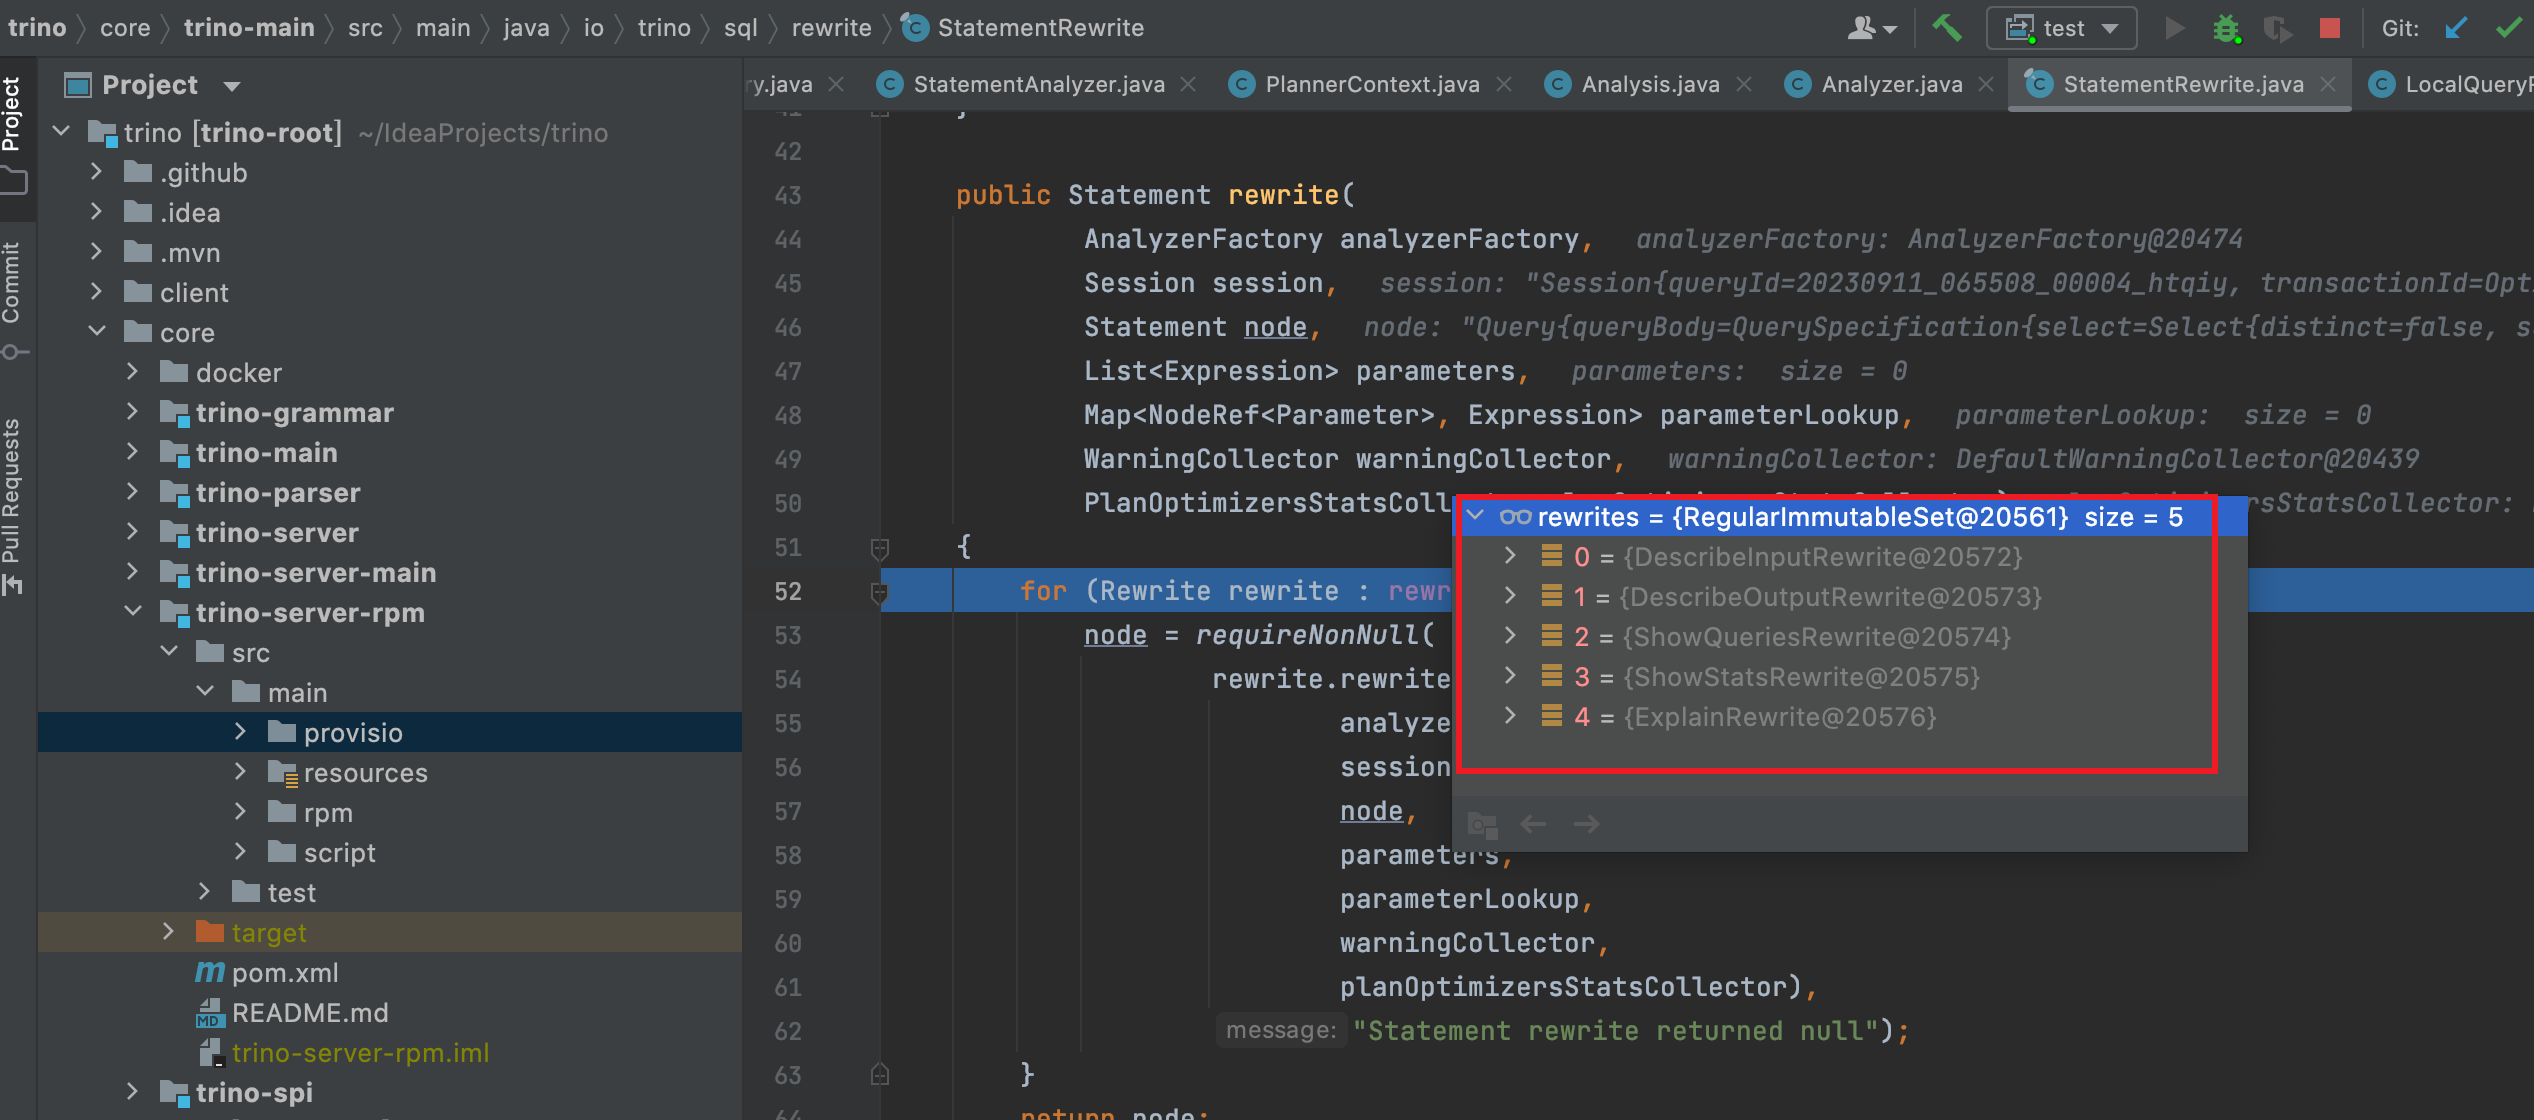 trino core trino-main src main java io trino sql rewrite StatementRewrite test Git:
Project
Commit
Pull Requests
Project
trino [trino-root] ~/IdeaProjects/trino
.github
.idea
.mvn
client
core
docker
trino-grammar
trino-main
trino-parser
trino-server
trino-server-main
trino-server-rpm
src
main
provisio
resources
rpm
script
test
target
pom.xml
README.md
trino-server-rpm.iml
trino-spi
ry.java StatementAnalyzer.java PlannerContext.java Analysis.java Analyzer.java StatementRewrite.java LocalQueryR
41 }
42
43 public Statement rewrite(
44 AnalyzerFactory analyzerFactory, analyzerFactory: AnalyzerFactory@20474
45 Session session, session: "Session{queryId=20230911_065508_00004_htqiy, transactionId=Opt
46 Statement node, node: "Query{queryBody=QuerySpecification{select=Select{distinct=false, s
47 List<Expression> parameters, parameters: size = 0
48 Map<NodeRef<Parameter>, Expression> parameterLookup, parameterLookup: size = 0
49 WarningCollector warningCollector, warningCollector: DefaultWarningCollector@20439
50 PlanOptimizersStatsColl rsStatsCollector:
51 {
52 for (Rewrite rewrite : rewr
53 node = requireNonNull(
54 rewrite.rewrite
55 analyze
56 session
57 node,
58 parameters,
59 parameterLookup,
60 warningCollector,
61 planOptimizersStatsCollector),
62 message: "Statement rewrite returned null");
63 }
64 return node;
rewrites = {RegularImmutableSet@20561} size = 5
0 = {DescribeInputRewrite@20572}
1 = {DescribeOutputRewrite@20573}
2 = {ShowQueriesRewrite@20574}
3 = {ShowStatsRewrite@20575}
4 = {ExplainRewrite@20576}